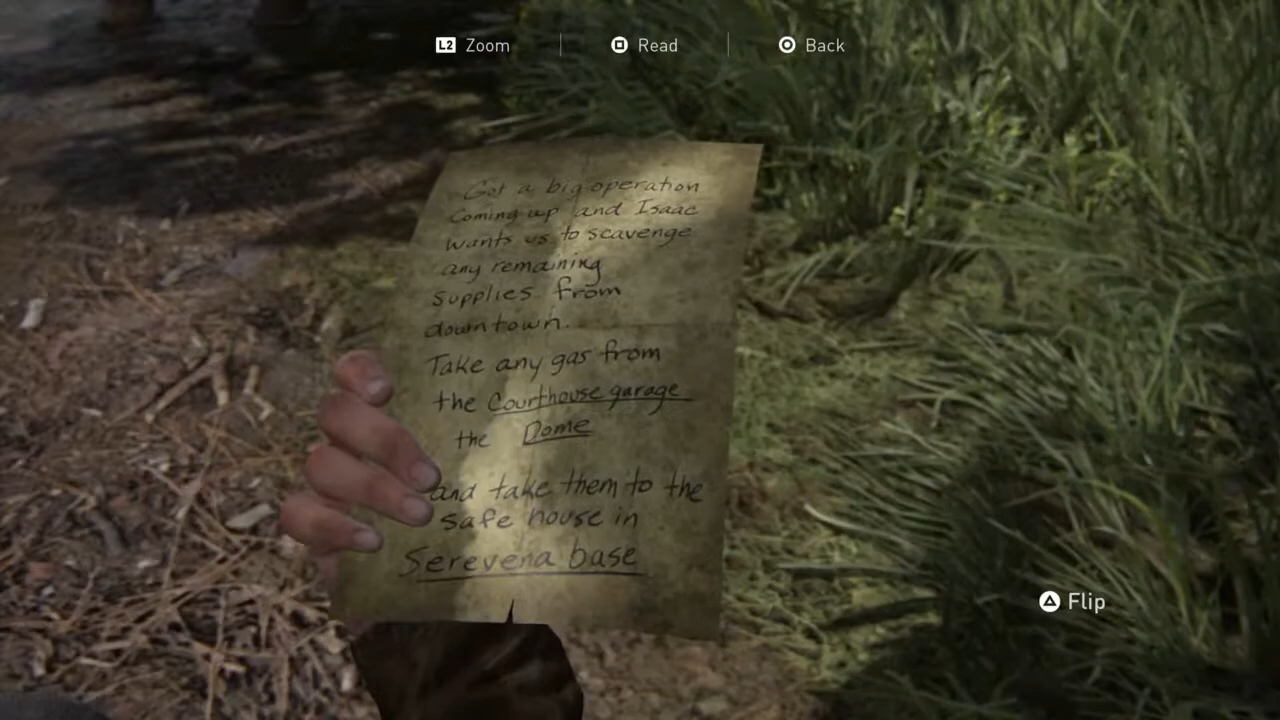 L2 Zoom
Read
Back
Got a big operation
coming up and Isaac
wants us to scavenge
any remaining
supplies from
downtown.
Take any gas from
the Courthouse garage
the Dome
and take them to the
safe house in
Serevena base
Flip